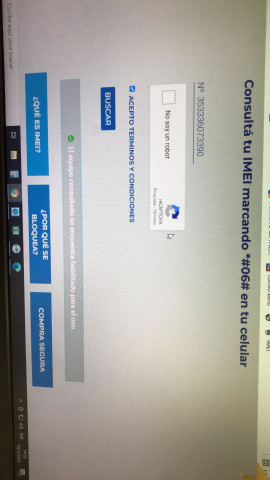 Consultá tu IMEI marcando *#06# en tu celular
Nº 353336073390
No soy un robot
reCAPTCHA
Privacidad - Términos
ACEPTO TERMINOS Y CONDICIONES
BUSCAR
El equipo consultado se encuentra habilitado para el uso.
¿QUÉ ES IMEI?
¿POR QUÉ SE
BLOQUEA?
COMPRA SEGURA